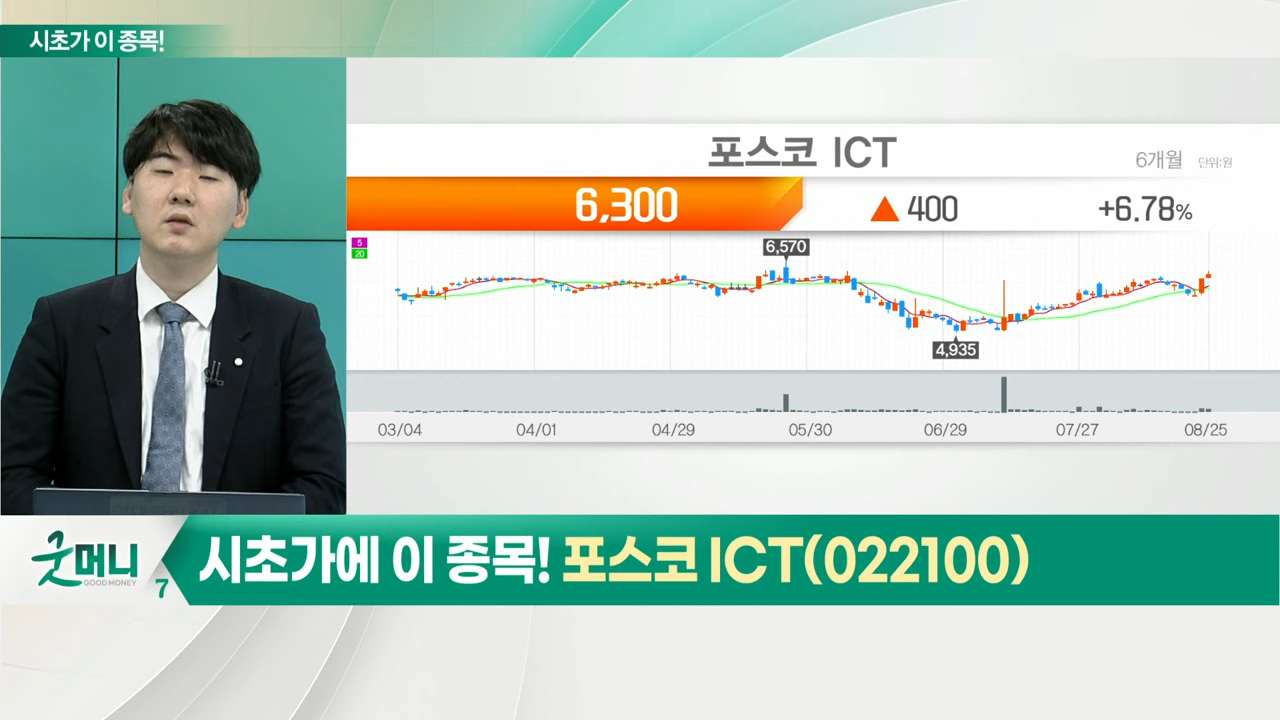 시초가 이 종목!
포스코 ICT
6개월 단위:원
6,300 ▲400 +6.78%
5
20
6,570
4,935
03/04 04/01 04/29 05/30 06/29 07/27 08/25
굿머니
GOOD MONEY
7
시초가에 이 종목! 포스코 ICT(022100)